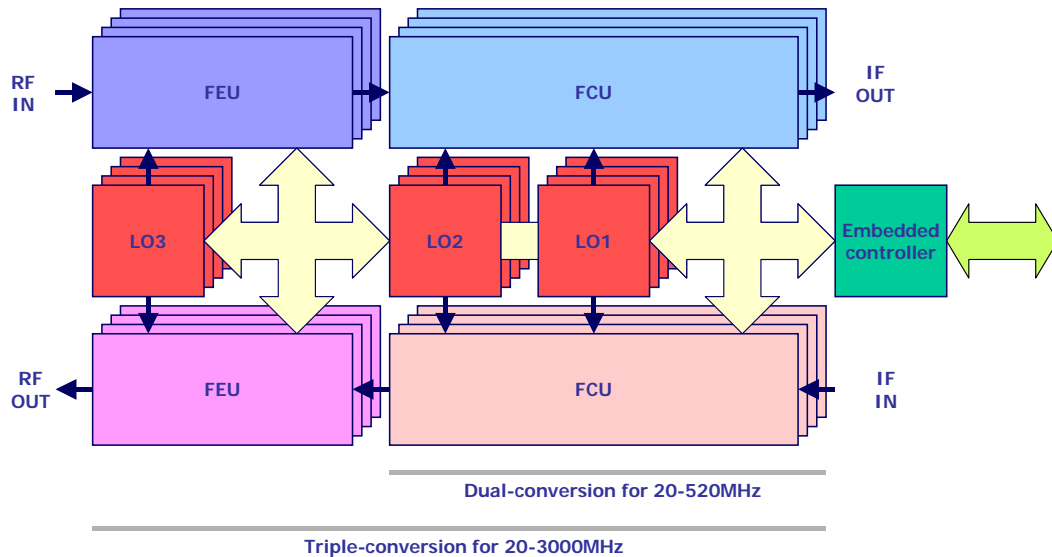 RF
IN
FEU
FCU
IF
OUT
LO3
LO2
LO1
Embedded
controller
RF
OUT
FEU
FCU
IF
IN
Dual-conversion for 20-520MHz
Triple-conversion for 20-3000MHz